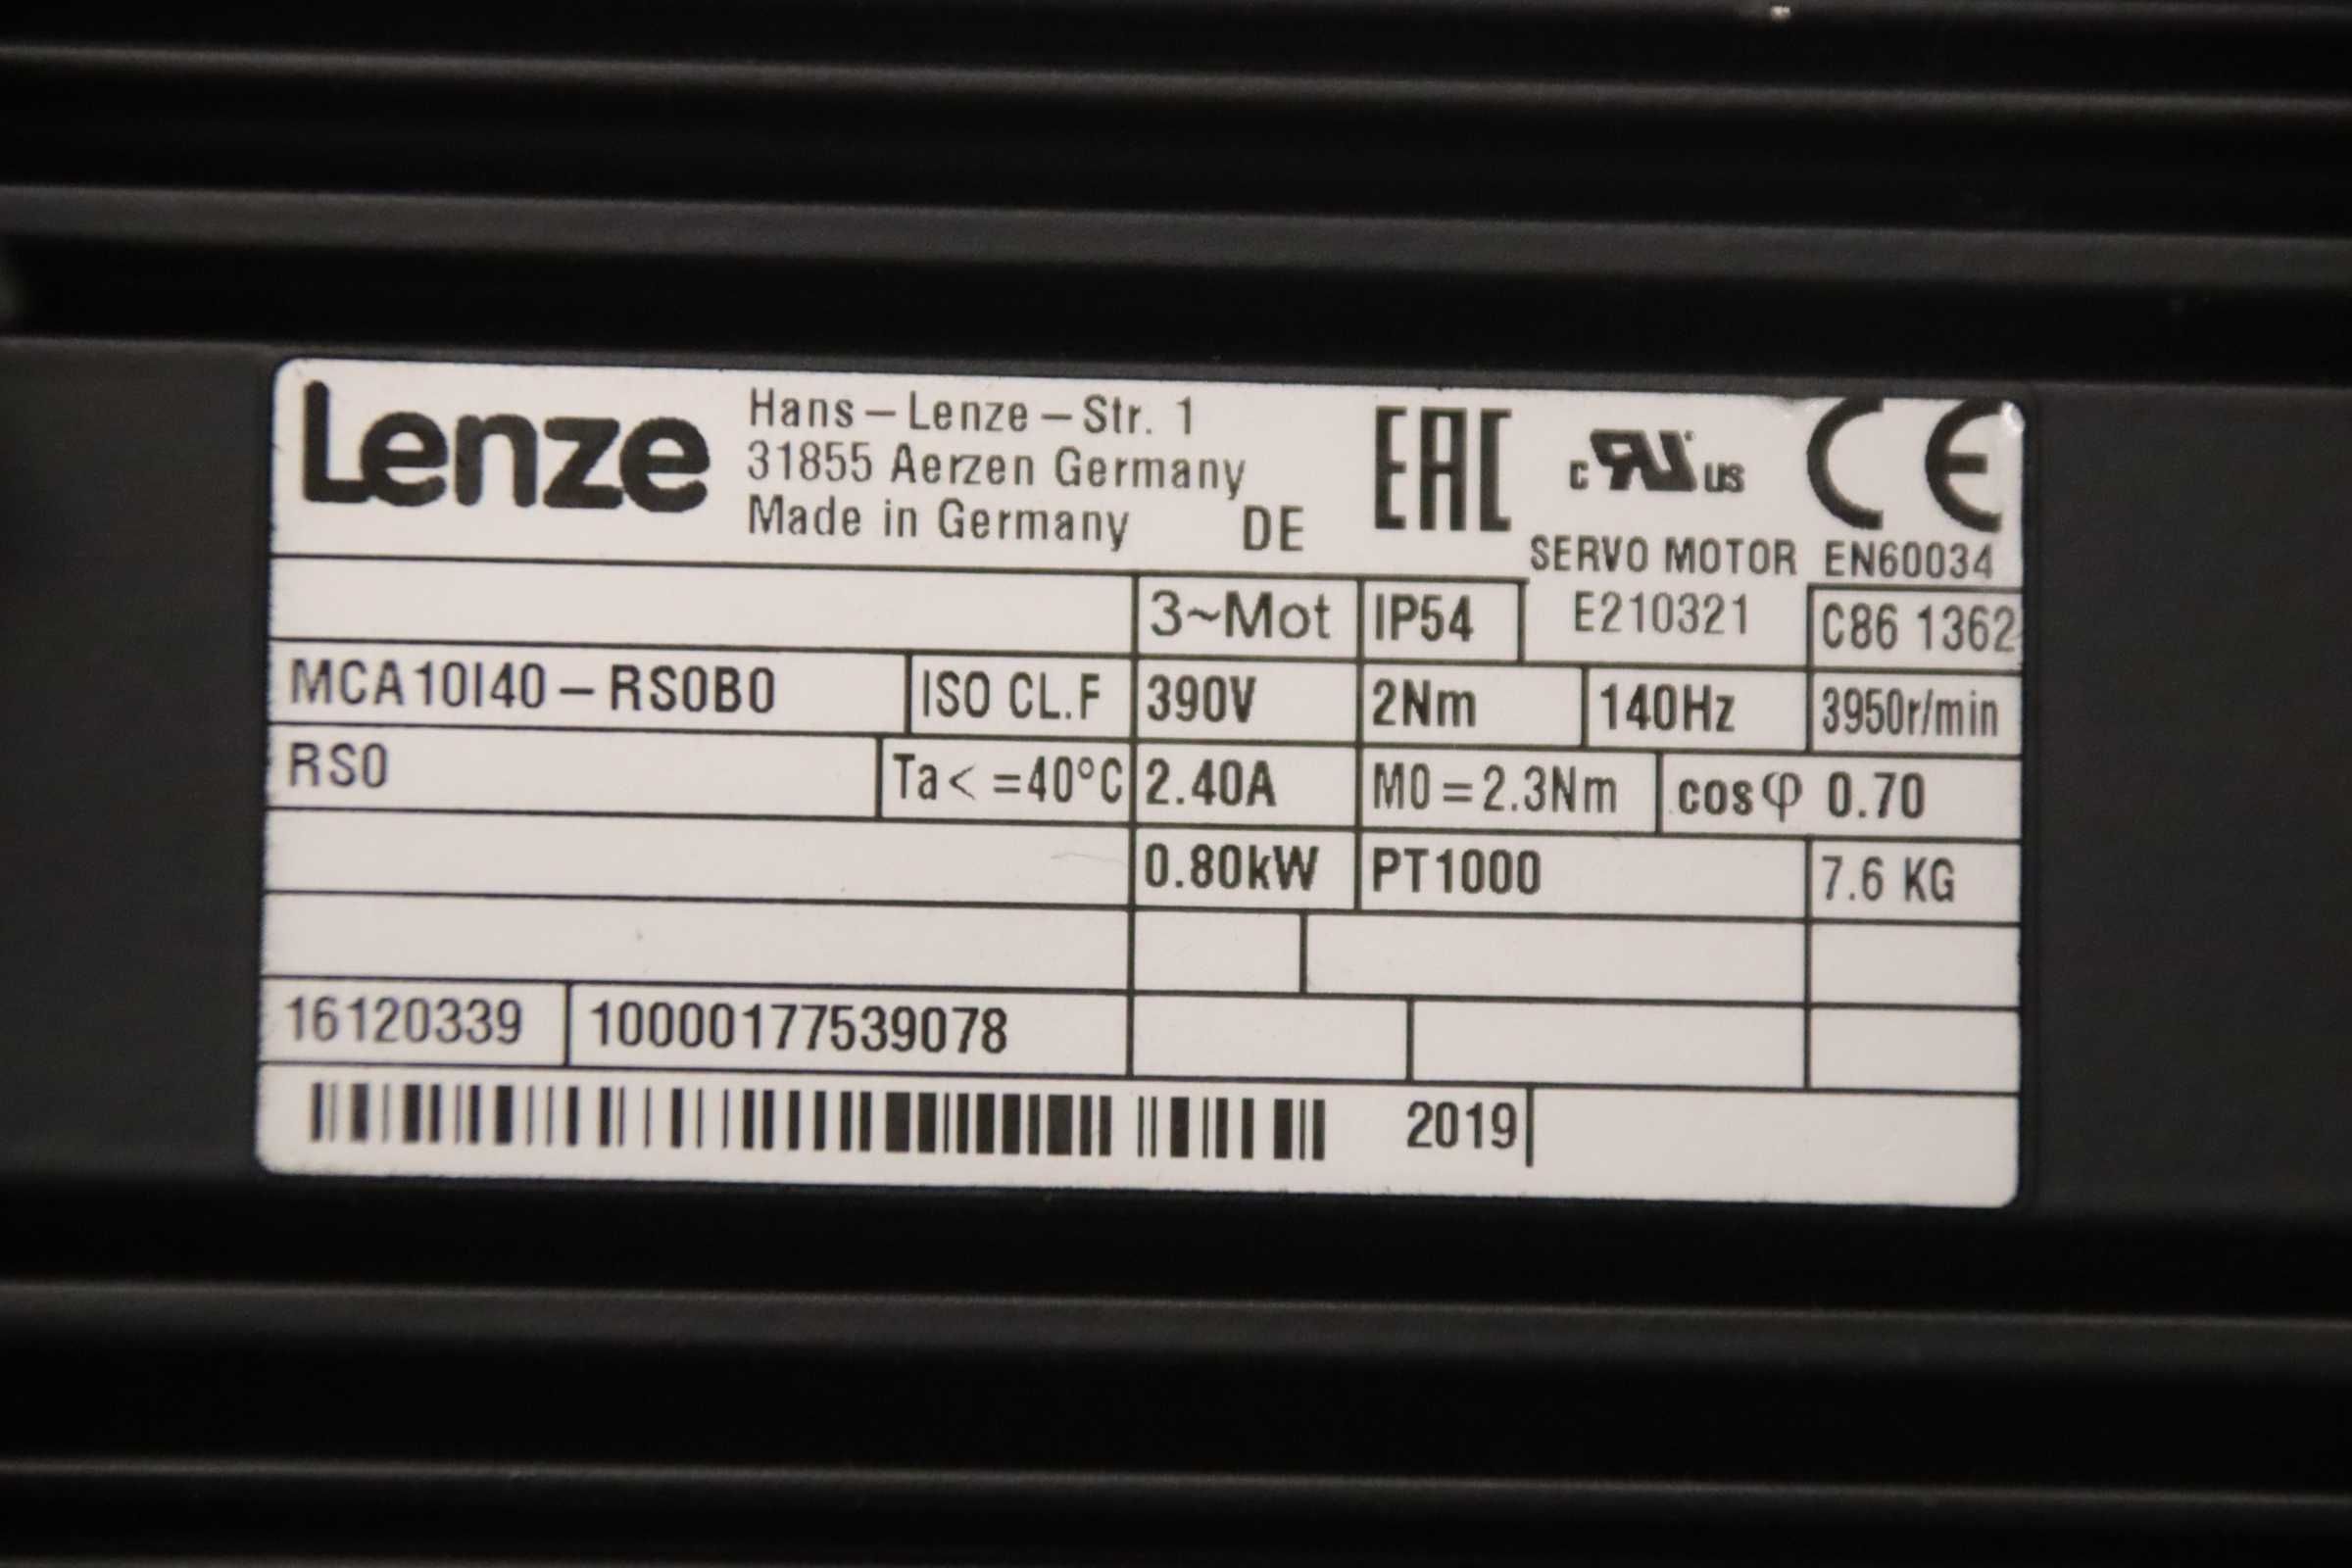 Lenze
Hans-Lenze-Str. 1
31855 Aerzen Germany
Made in Germany DE
EAC
c RU us
CE
SERVO MOTOR EN60034
3~Mot IP54 E210321 C86 1362
MCA10I40-RS0B0 ISO CL.F 390V 2Nm 140Hz 3950r/min
RS0 Ta<=40°C 2.40A M0=2.3Nm cosφ 0.70
0.80kW PT1000 7.6 KG
16120339 10000177539078
2019